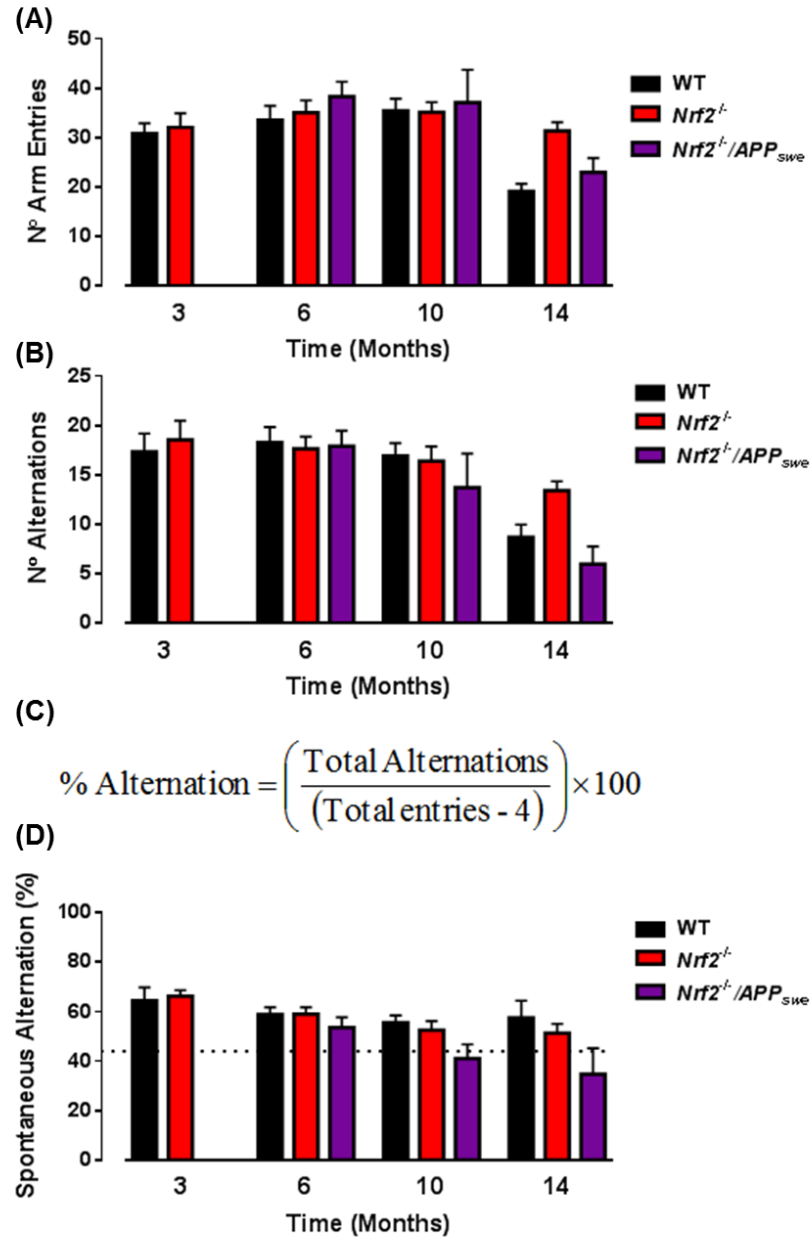 (A)
50
40
30
20
10
0
Nº Arm Entries
3 6 10 14
Time (Months)
WT
Nrf2-/-
Nrf2-/-/APPswe
(B)
25
20
15
10
5
0
Nº Alternations
3 6 10 14
Time (Months)
WT
Nrf2-/-
Nrf2-/-/APPswe
(C)
% Alternation = ( Total Alternations / (Total entries - 4) ) × 100
(D)
100
80
60
40
20
0
Spontaneous Alternation (%)
3 6 10 14
Time (Months)
WT
Nrf2-/-
Nrf2-/-/APPswe